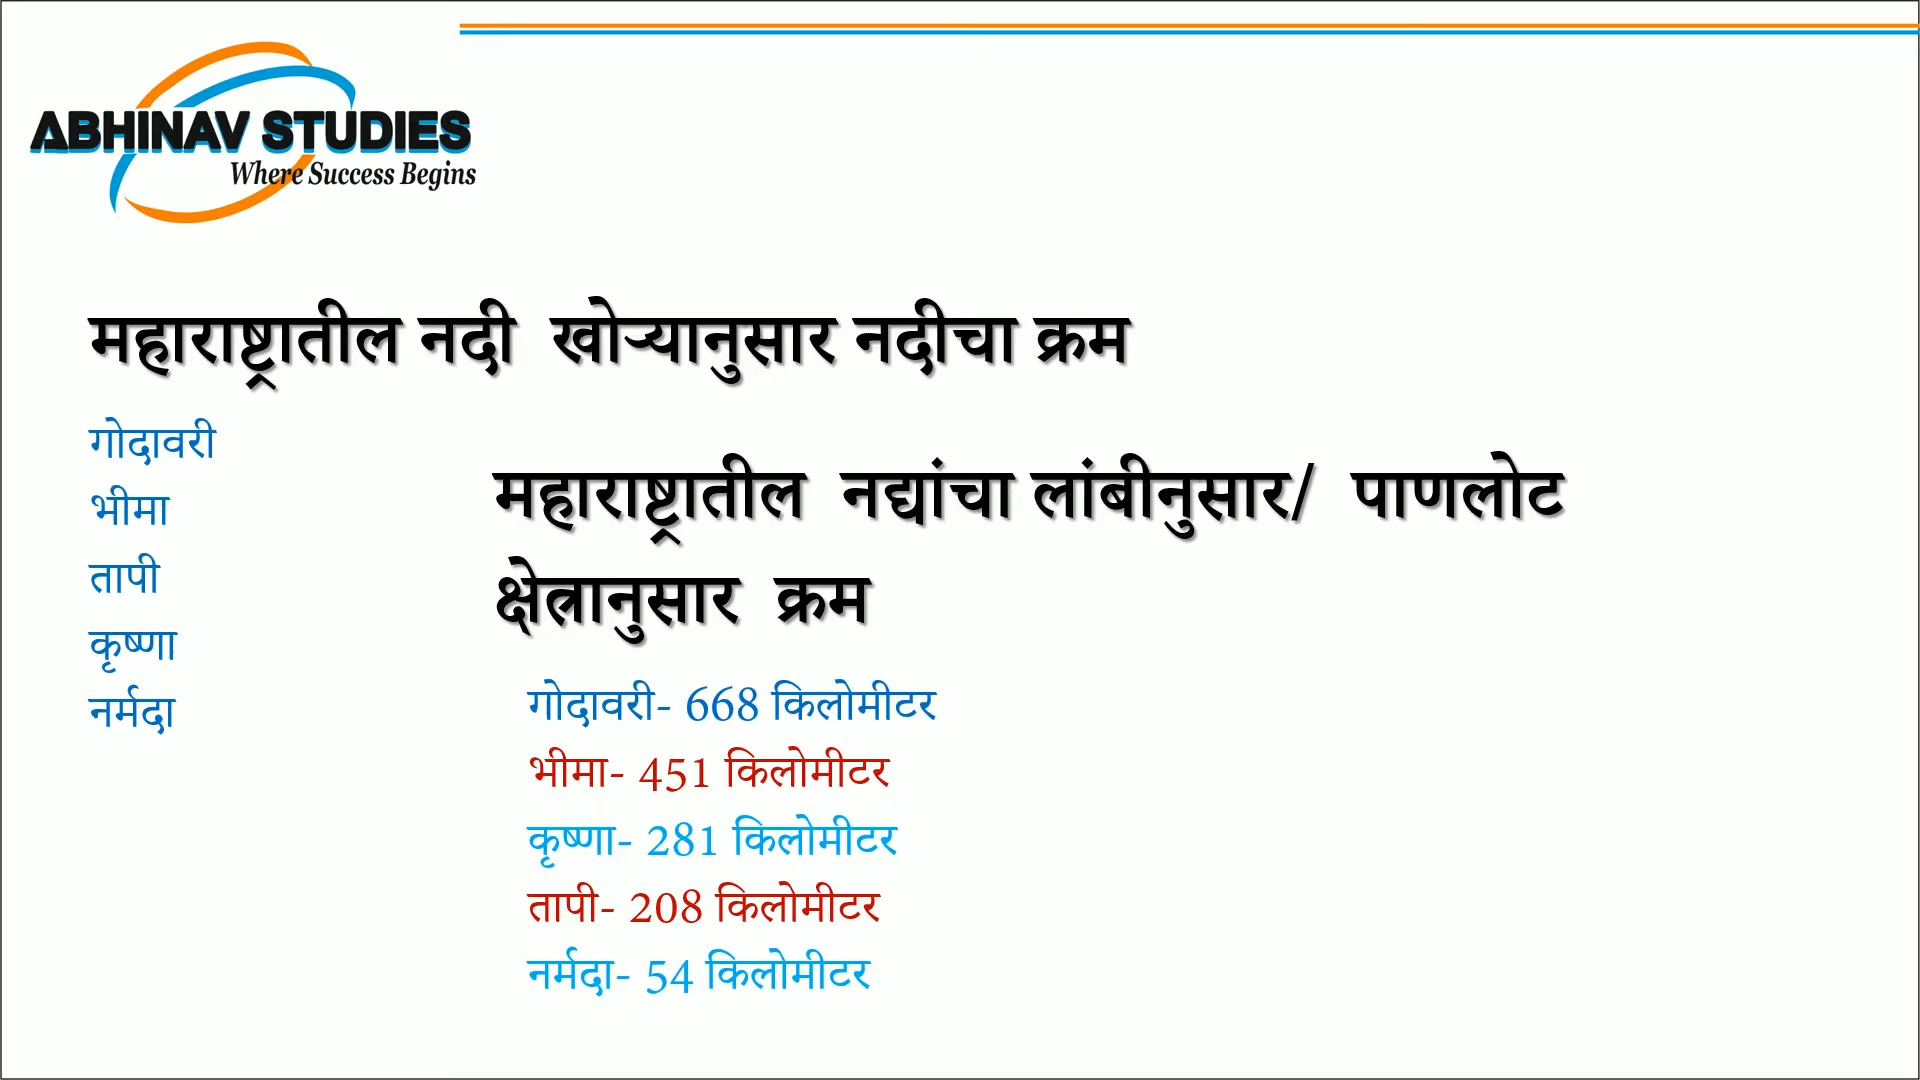 ABHINAV STUDIES
Where Success Begins
महाराष्ट्रातील नदी खोऱ्यानुसार नदीचा क्रम
गोदावरी
भीमा
तापी
कृष्णा
नर्मदा
महाराष्ट्रातील नद्यांचा लांबीनुसार/ पाणलोट
क्षेत्रानुसार क्रम
गोदावरी- 668 किलोमीटर
भीमा- 451 किलोमीटर
कृष्णा- 281 किलोमीटर
तापी- 208 किलोमीटर
नर्मदा- 54 किलोमीटर